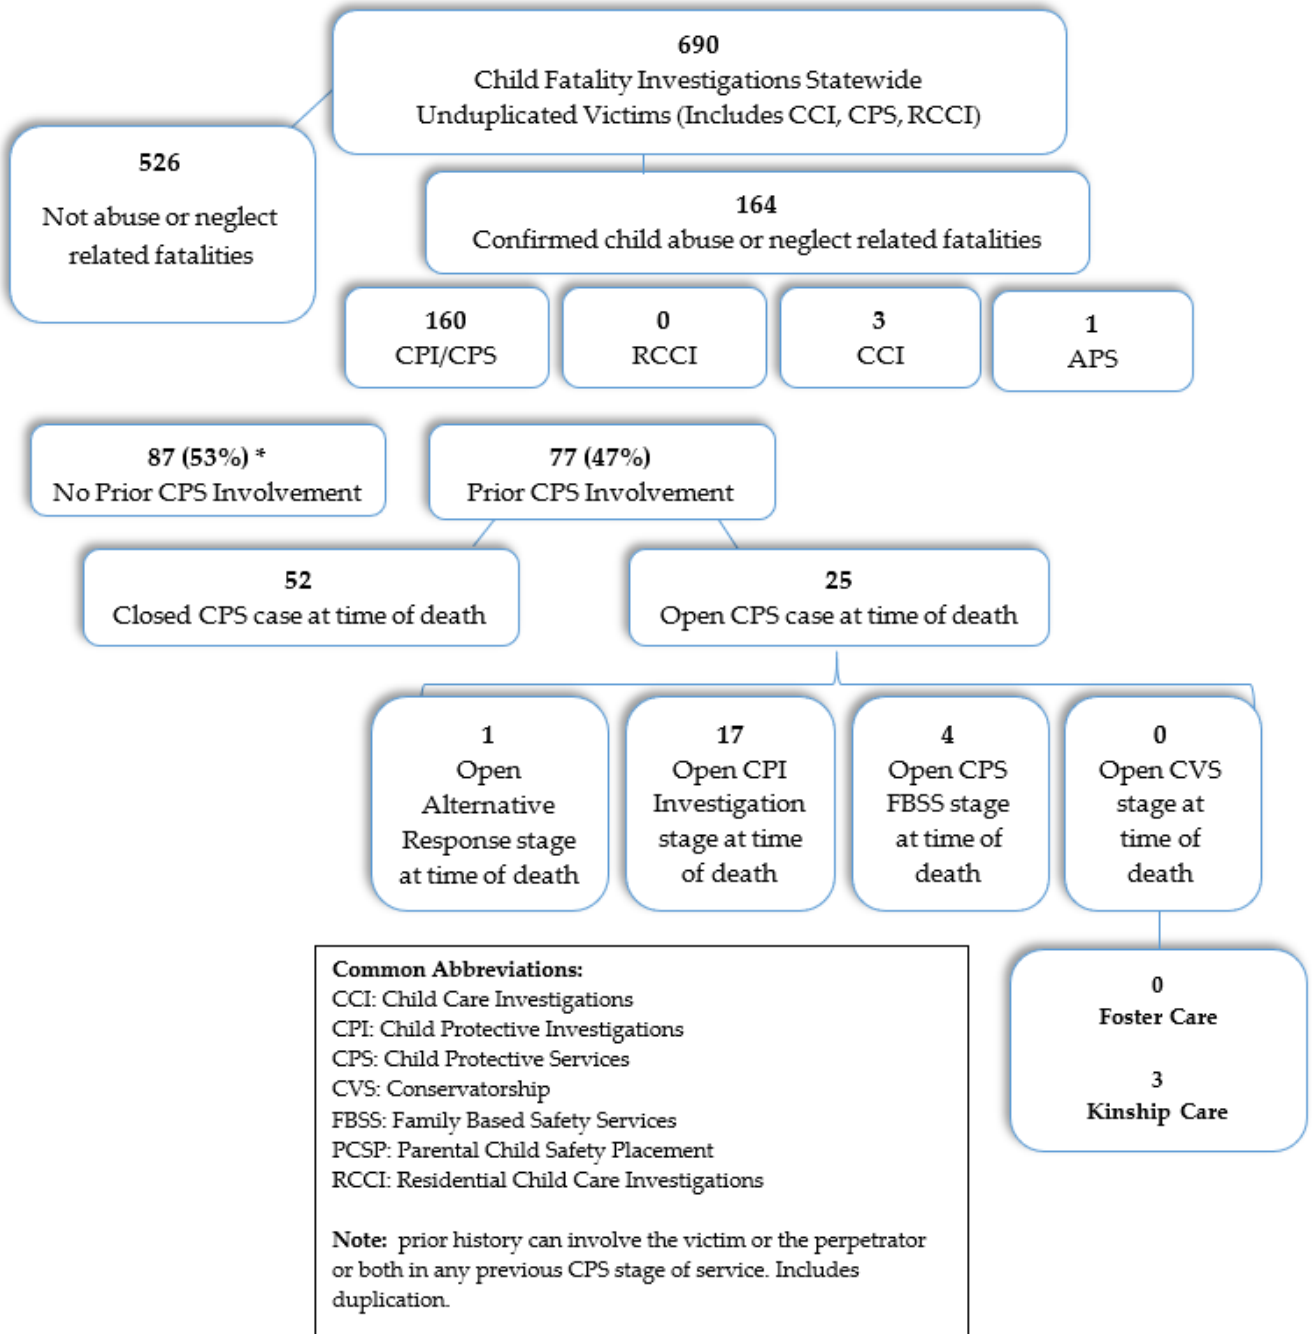 690
Child Fatality Investigations Statewide
Unduplicated Victims (Includes CCI, CPS, RCCI)
526
Not abuse or neglect
related fatalities
164
Confirmed child abuse or neglect related fatalities
160
CPI/CPS
0
RCCI
3
CCI
1
APS
87 (53%) *
No Prior CPS Involvement
77 (47%)
Prior CPS Involvement
52
Closed CPS case at time of death
25
Open CPS case at time of death
1
Open
Alternative
Response stage
at time of death
17
Open CPI
Investigation
stage at time
of death
4
Open CPS
FBSS stage
at time of
death
0
Open CVS
stage at
time of
death
0
Foster Care
3
Kinship Care
Common Abbreviations:
CCI: Child Care Investigations
CPI: Child Protective Investigations
CPS: Child Protective Services
CVS: Conservatorship
FBSS: Family Based Safety Services
PCSP: Parental Child Safety Placement
RCCI: Residential Child Care Investigations
Note: prior history can involve the victim or the perpetrator
or both in any previous CPS stage of service. Includes
duplication.